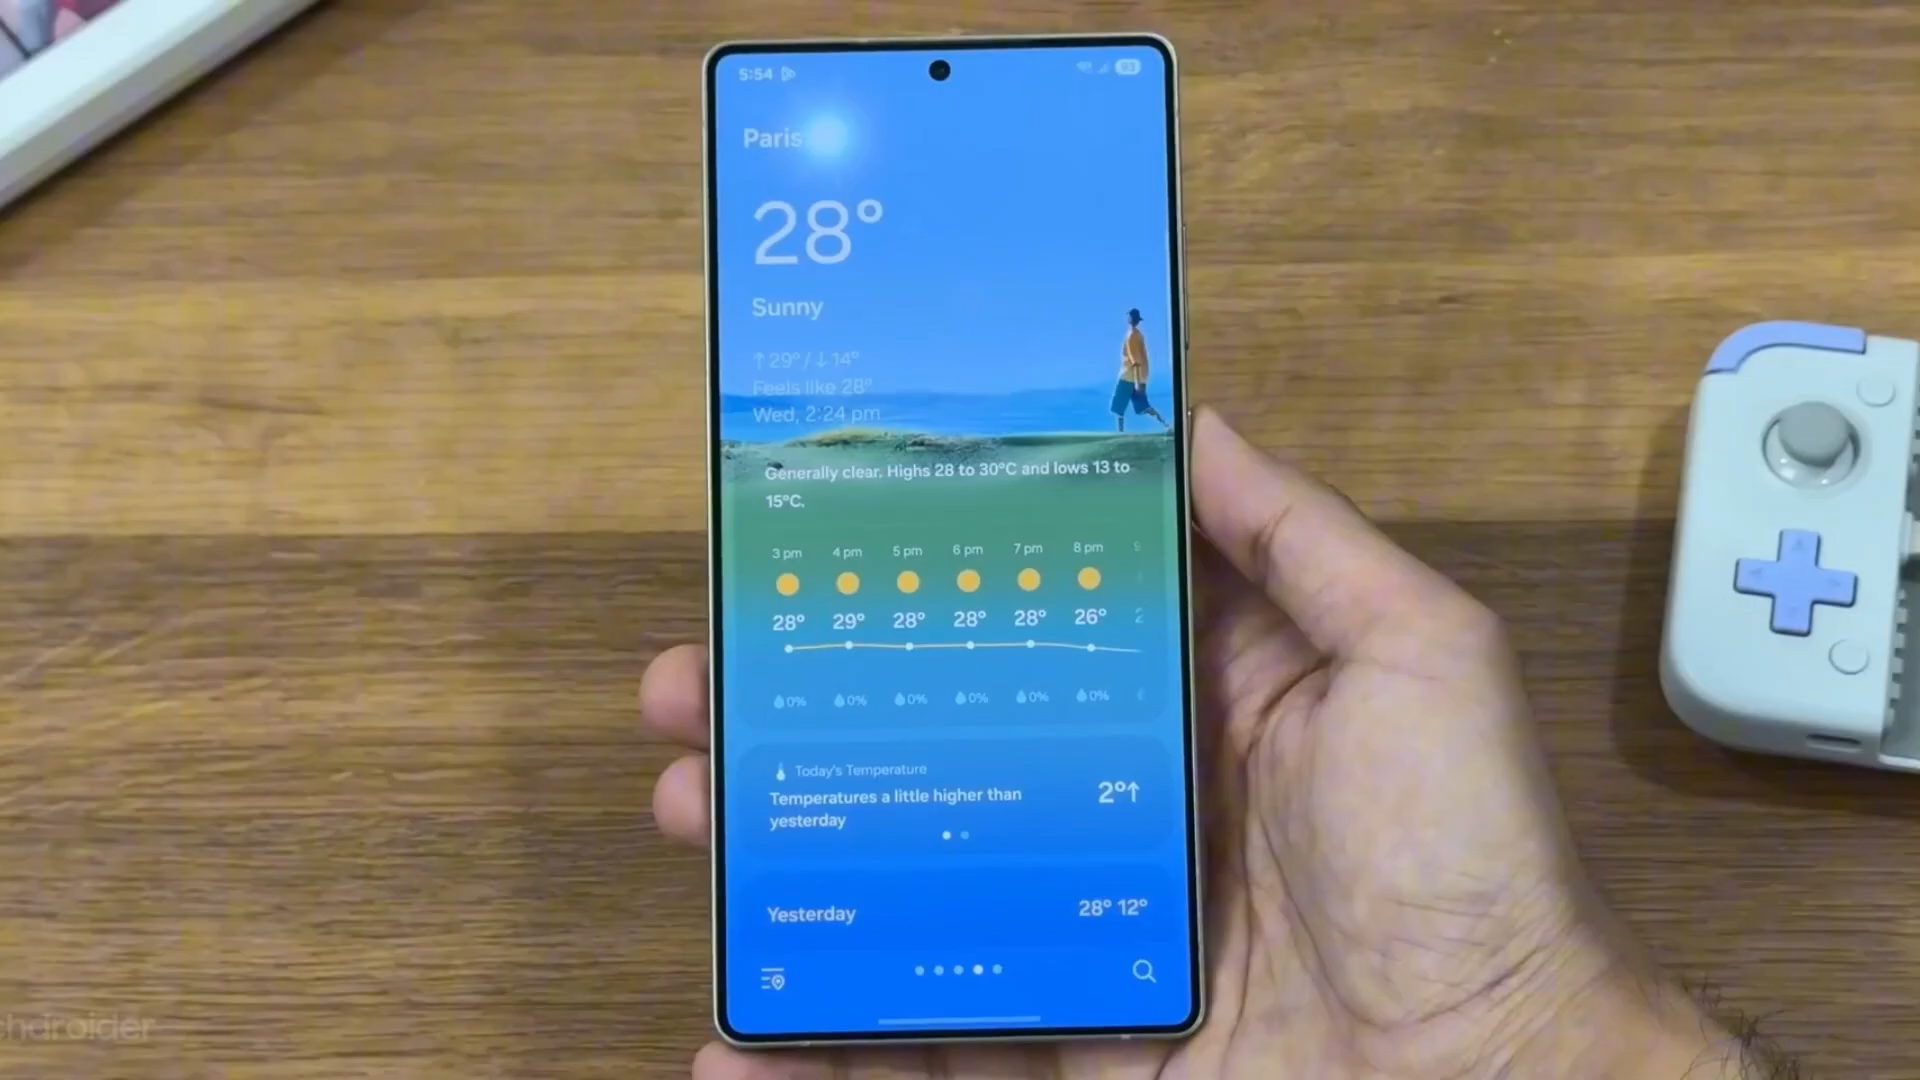 5:54
93
Paris
28°
Sunny
↑29° / ↓14°
Feels like 28°
Wed, 2:24 pm
Generally clear. Highs 28 to 30°C and lows 13 to
15°C.
3 pm 4 pm 5 pm 6 pm 7 pm 8 pm
28° 29° 28° 28° 28° 26°
0% 0% 0% 0% 0% 0%
Today's Temperature
Temperatures a little higher than
yesterday
2°↑
Yesterday
28° 12°
chdroider